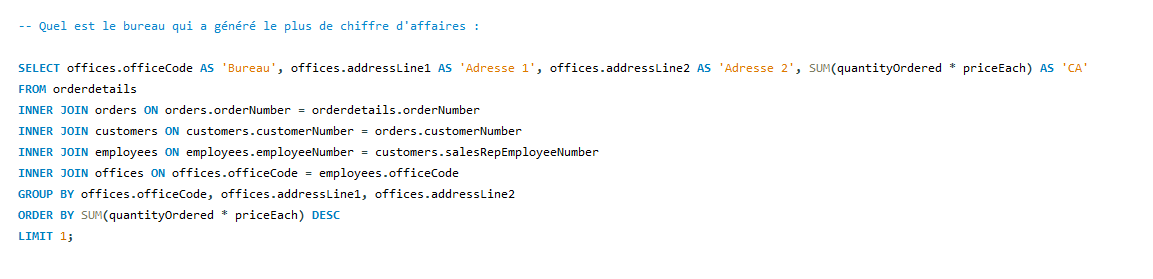 -- Quel est le bureau qui a généré le plus de chiffre d'affaires :
SELECT offices.officeCode AS 'Bureau', offices.addressLine1 AS 'Adresse 1', offices.addressLine2 AS 'Adresse 2', SUM(quantityOrdered * priceEach) AS 'CA'
FROM orderdetails
INNER JOIN orders ON orders.orderNumber = orderdetails.orderNumber
INNER JOIN customers ON customers.customerNumber = orders.customerNumber
INNER JOIN employees ON employees.employeeNumber = customers.salesRepEmployeeNumber
INNER JOIN offices ON offices.officeCode = employees.officeCode
GROUP BY offices.officeCode, offices.addressLine1, offices.addressLine2
ORDER BY SUM(quantityOrdered * priceEach) DESC
LIMIT 1;